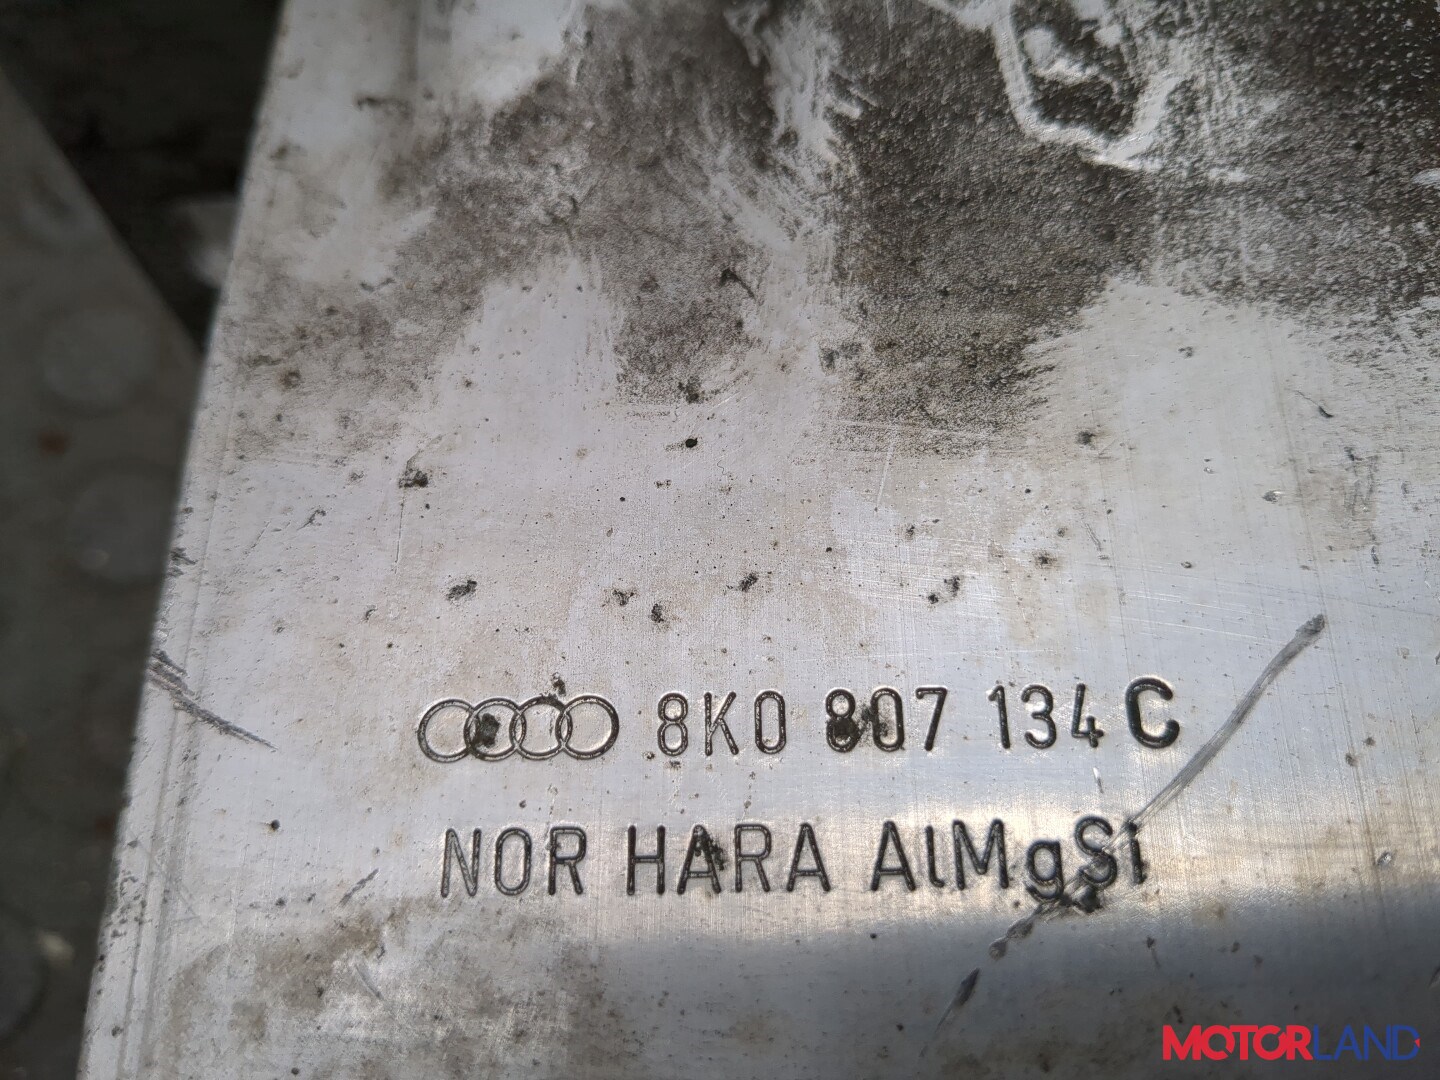 8K0 807 134 C
NOR HARA AlMgSi
MOTORLAND